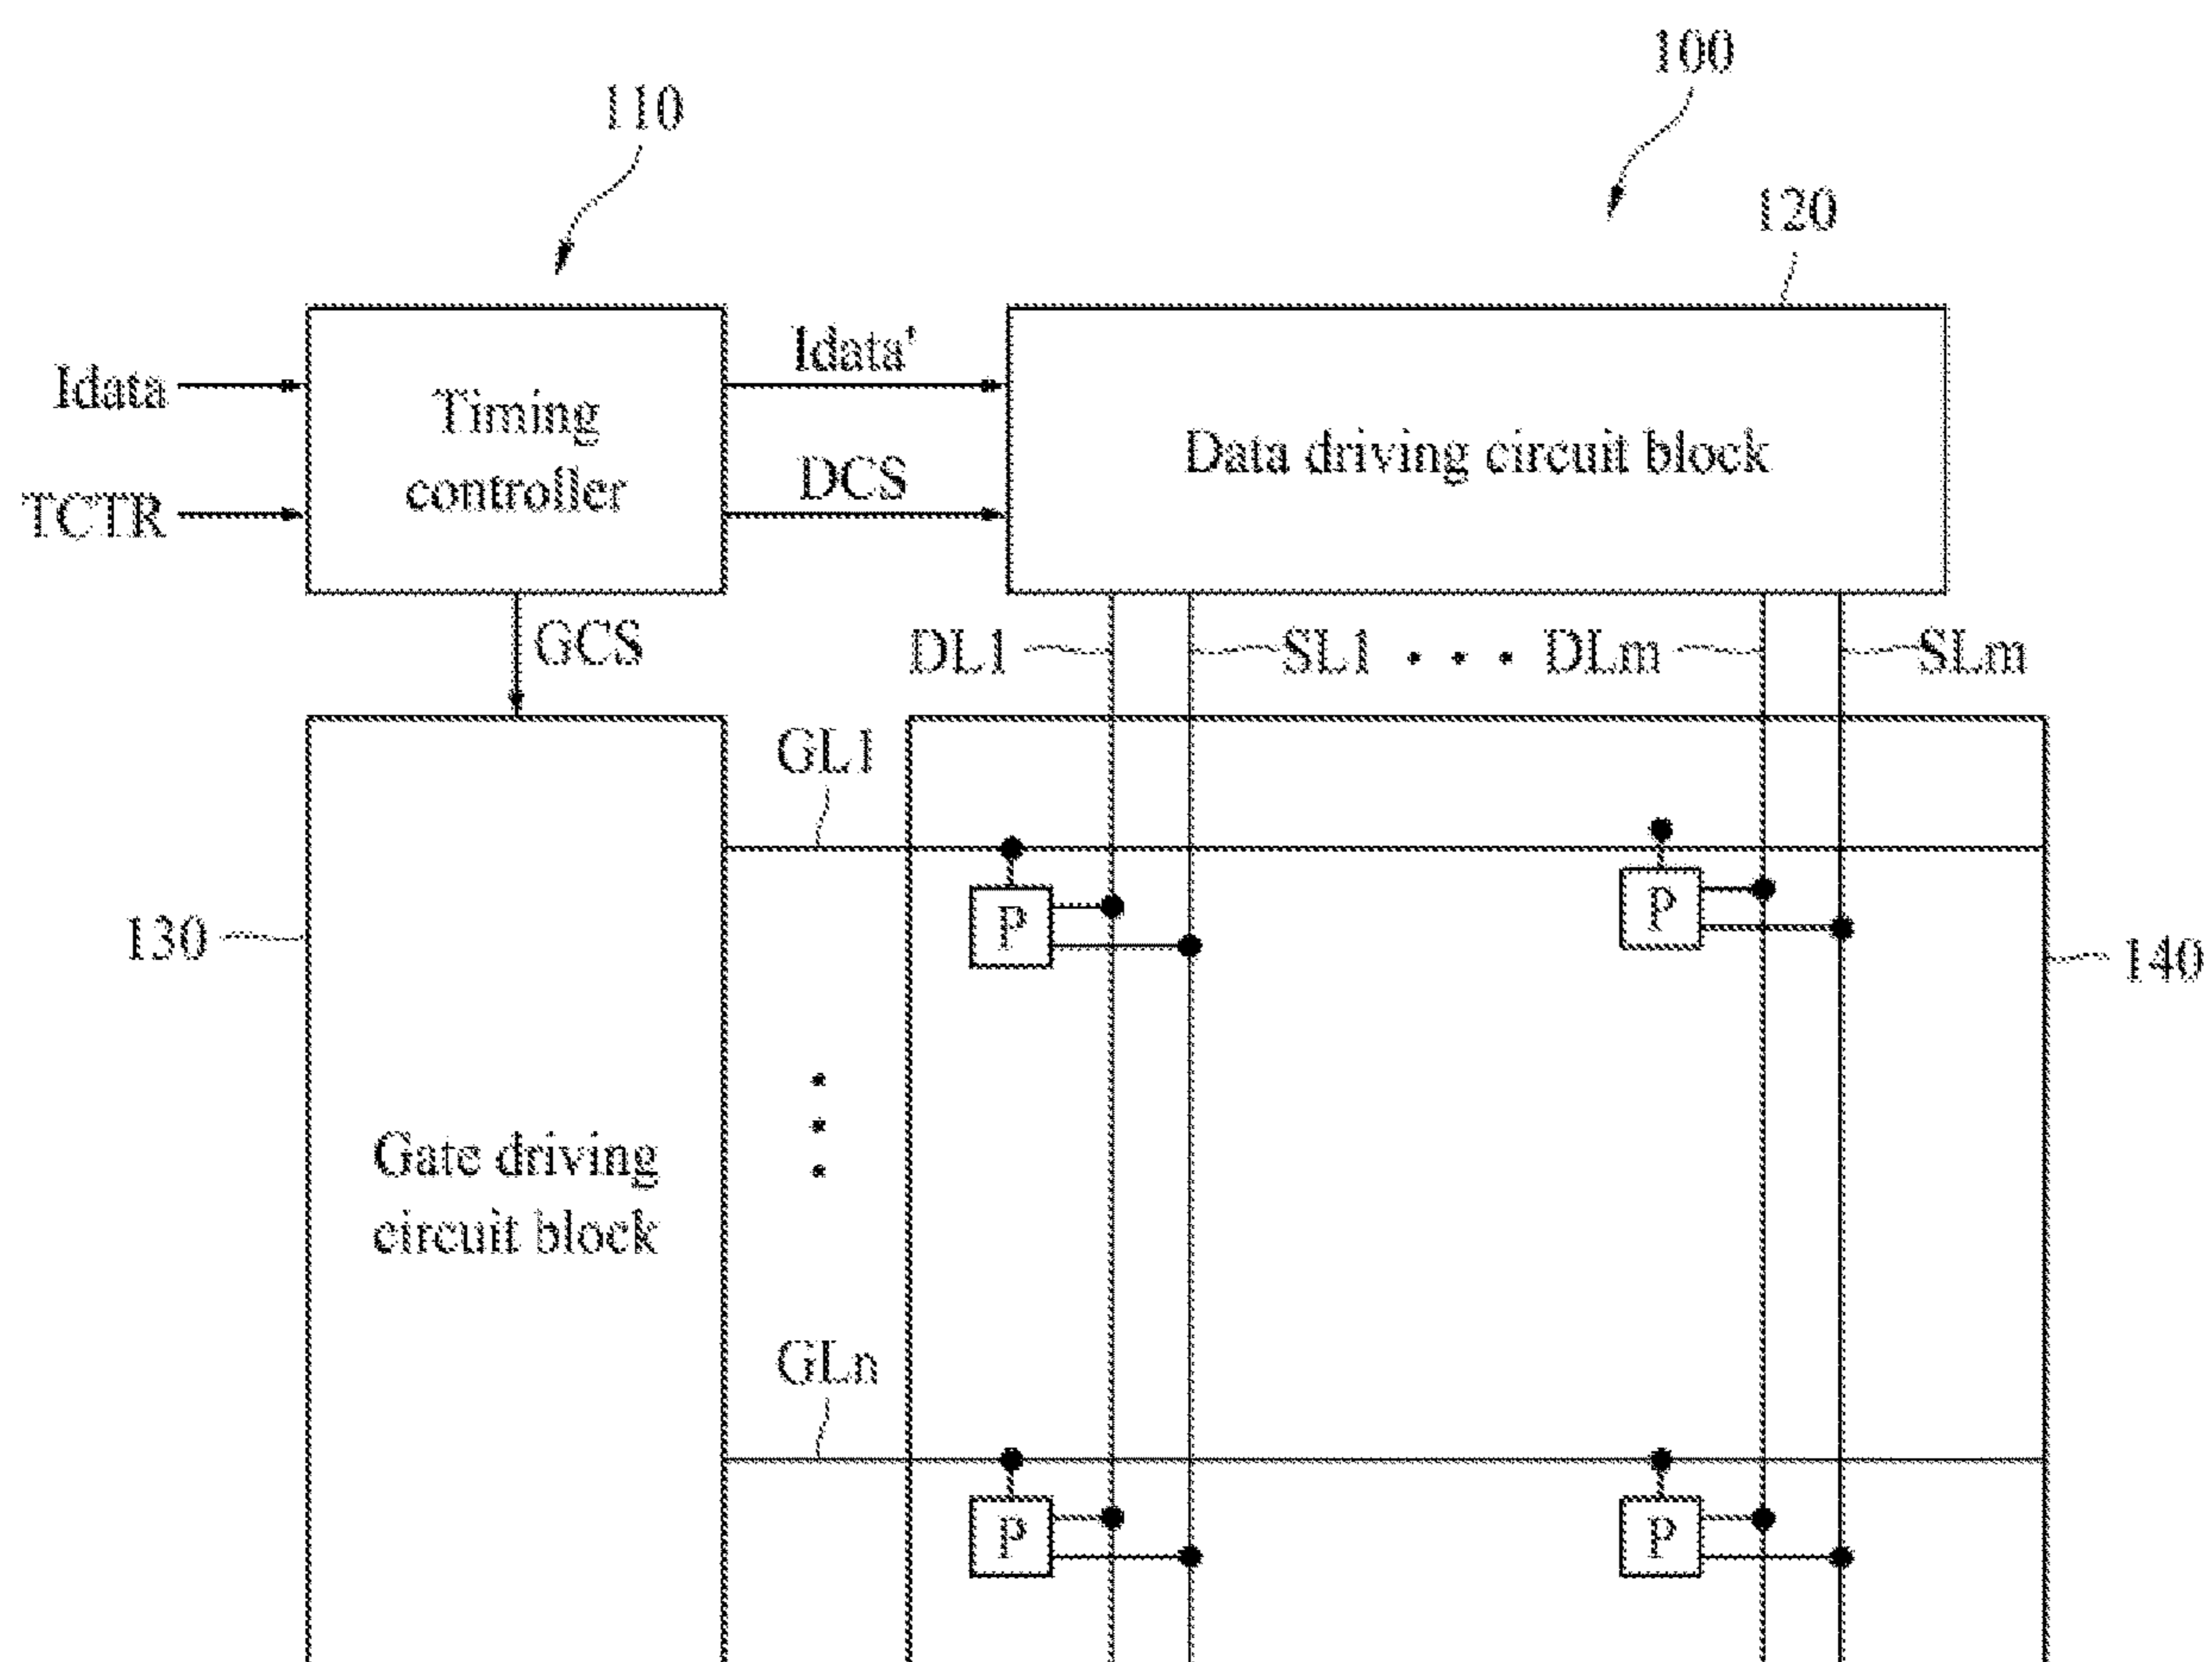 100
110
120
Idata
Timing
controller
Idata'
Data driving circuit block
TCTR
DCS
GCS
DL1
SL1 • • • DLm
SLm
GL1
P
P
130
140
Gate driving
circuit block
GLn
P
P